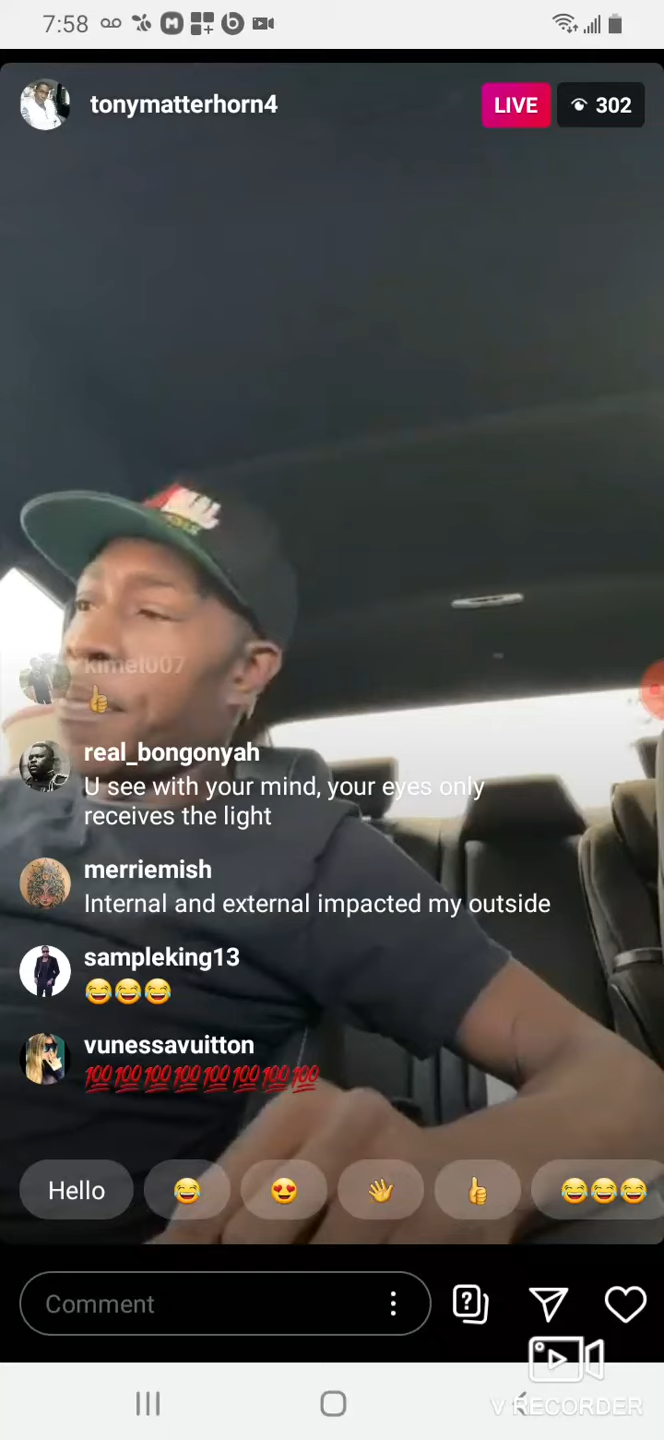 7:58
tonymatterhorn4
LIVE
302
kimel007
👍
real_bongonyah
U see with your mind, your eyes only
receives the light
merriemish
Internal and external impacted my outside
sampleking13
😂😂😂
vunessavuitton
💯💯💯💯💯💯💯💯
Hello 😂 😍 👋 👍 😂😂😂
Comment
V RECORDER